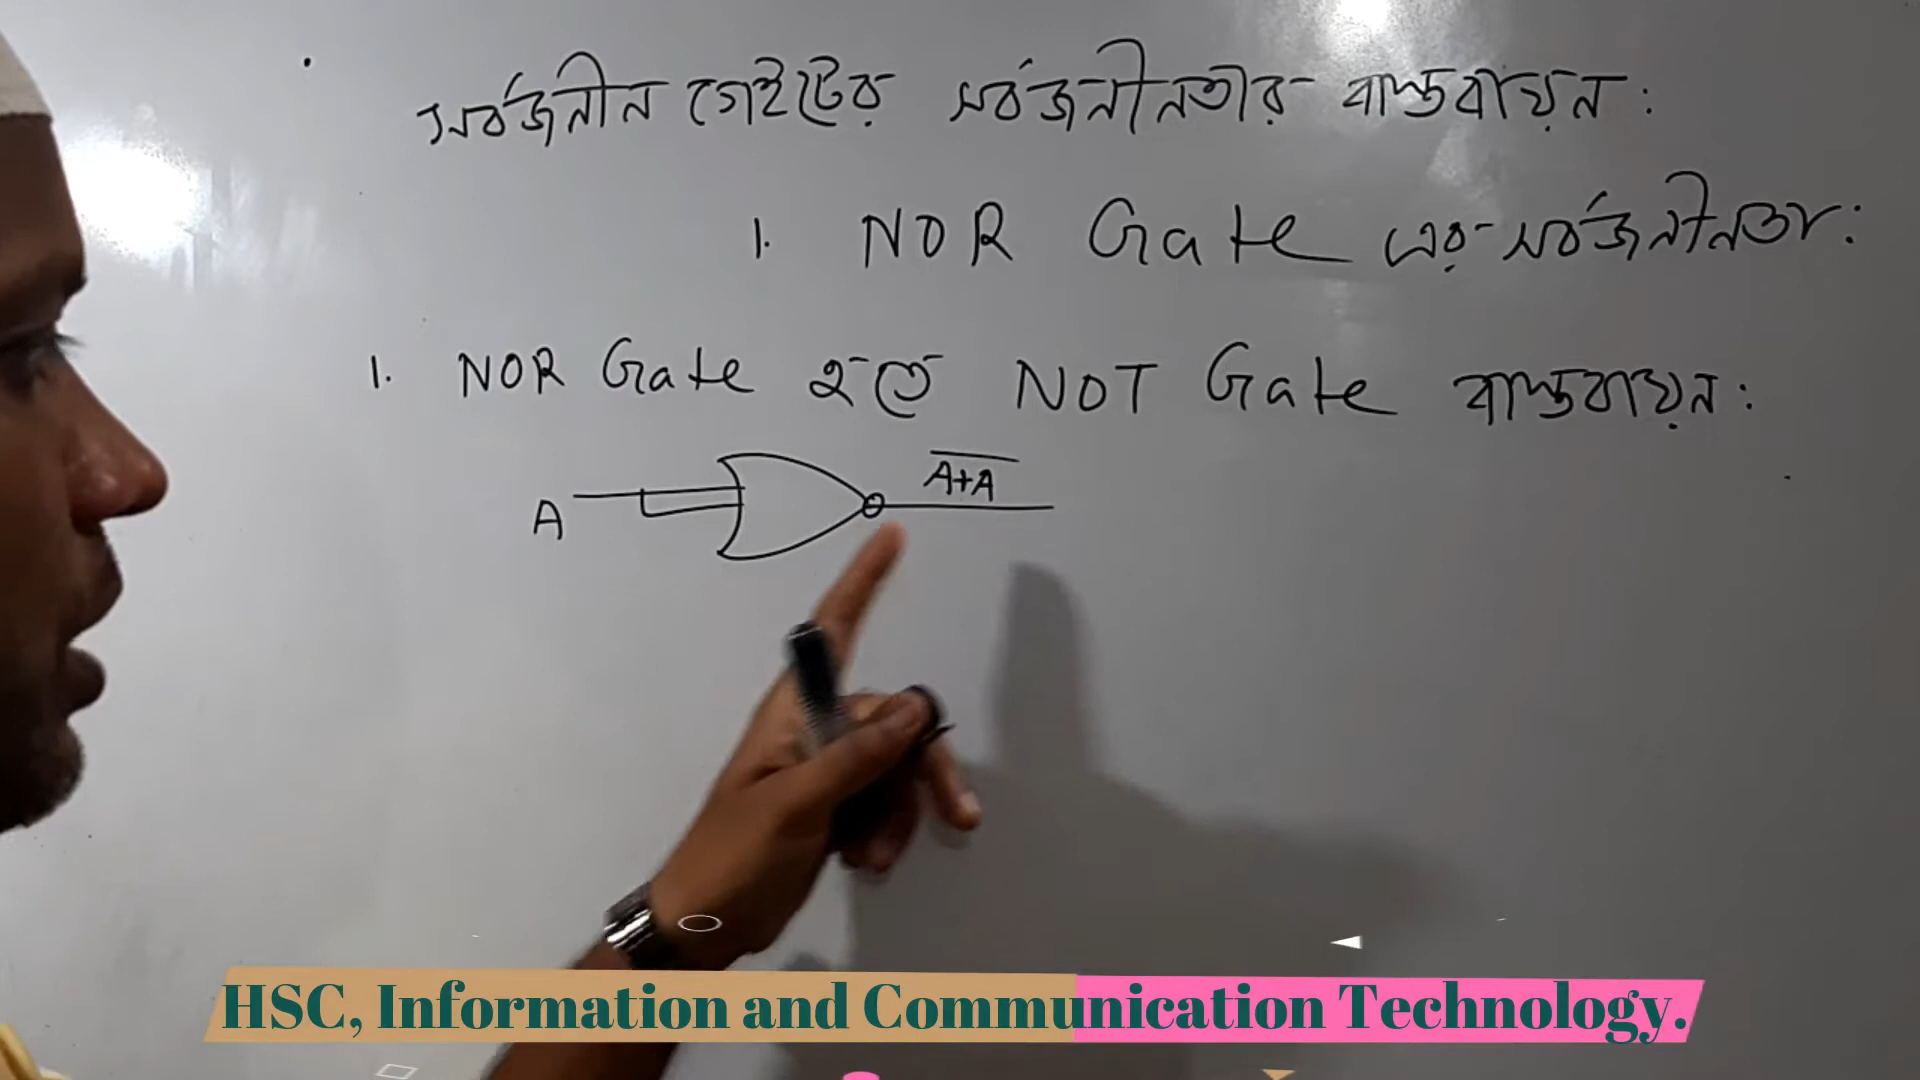 সর্বজনীন গেইটের সর্বজনীনতার বাস্তবায়ন:
1. NOR Gate এর সর্বজনীনতা:
1. NOR Gate হতে NOT Gate বাস্তবায়ন:
A̅+̅A̅
A
HSC, Information and Communication Technology.